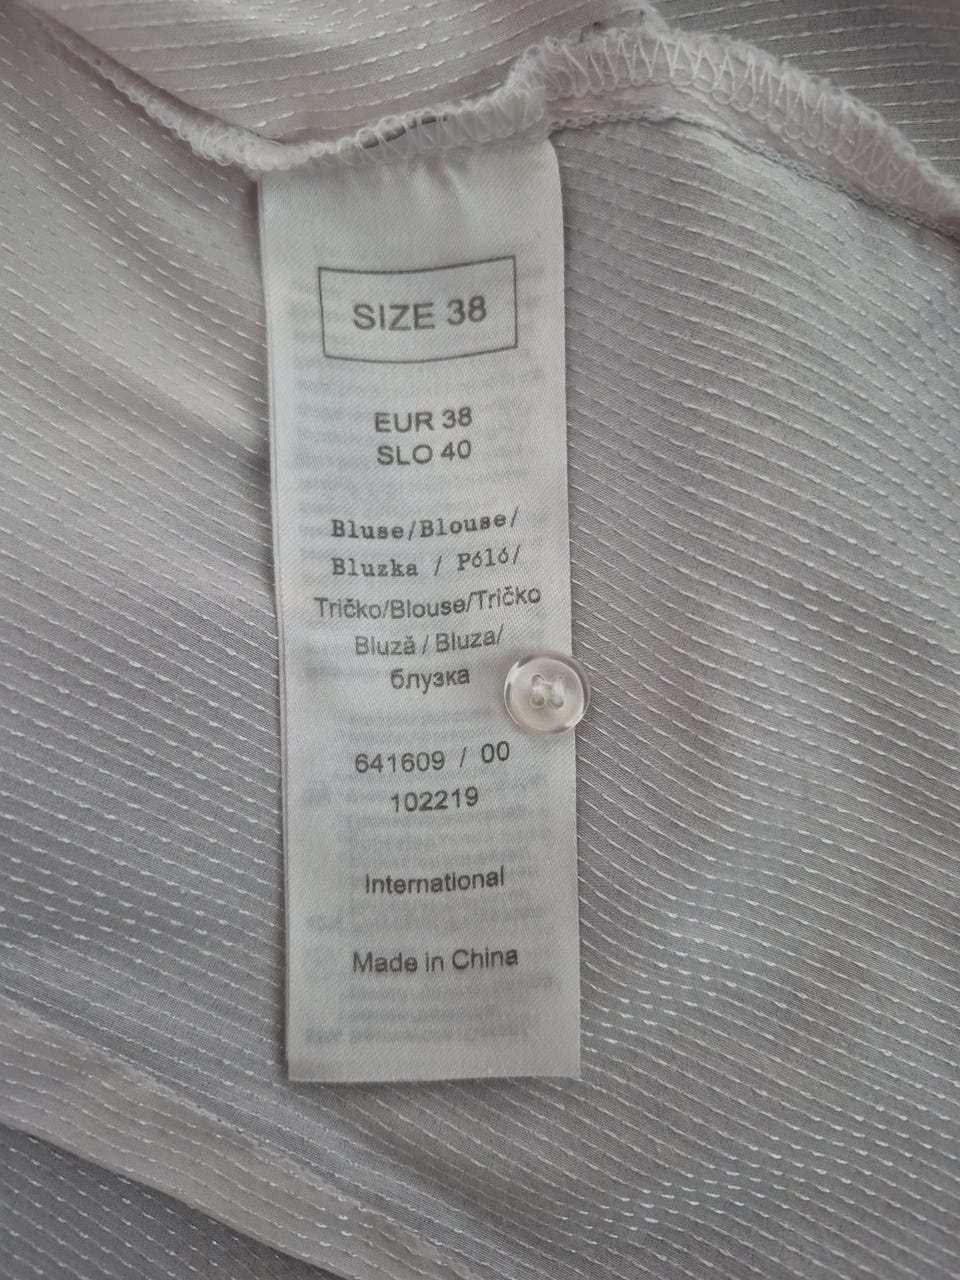 SIZE 38
EUR 38
SLO 40
Bluse/Blouse/
Bluzka / Póló/
Tričko/Blouse/Tričko
Bluză / Bluza/
блузка
641609 / 00
102219
International
Made in China